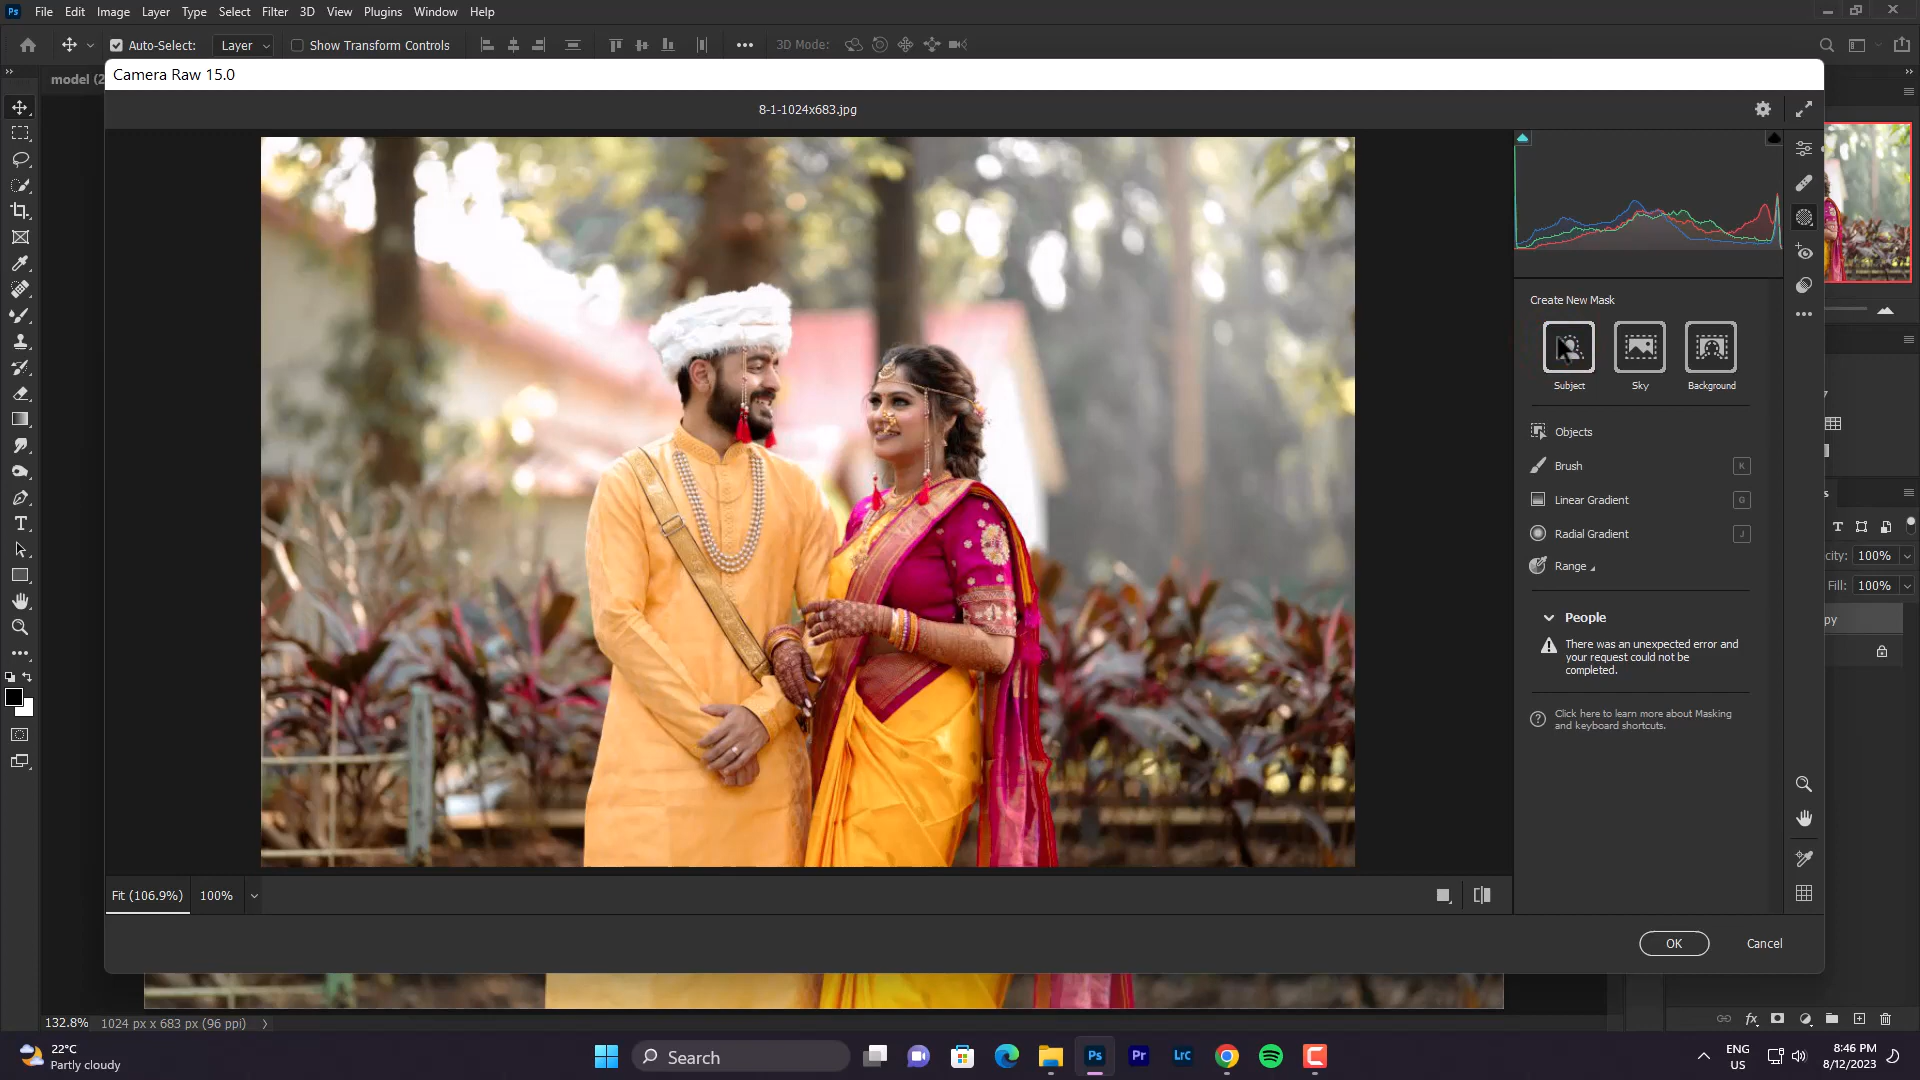 Ps File Edit Image Layer Type Select Filter 3D View Plugins Window Help
Auto-Select: Layer Show Transform Controls 3D Mode:
model (2
Camera Raw 15.0
8-1-1024x683.jpg
Create New Mask
Subject Sky Background
Objects
Brush K
Linear Gradient G
Radial Gradient J
Range
People
There was an unexpected error and
your request could not be
completed.
Click here to learn more about Masking
and keyboard shortcuts.
100%
Fill: 100%
Fit (106.9%) 100%
OK Cancel
132.8% 1024 px x 683 px (96 ppi)
22°C
Partly cloudy
Search
Ps Pr LrC
ENG
US
8:46 PM
8/12/2023